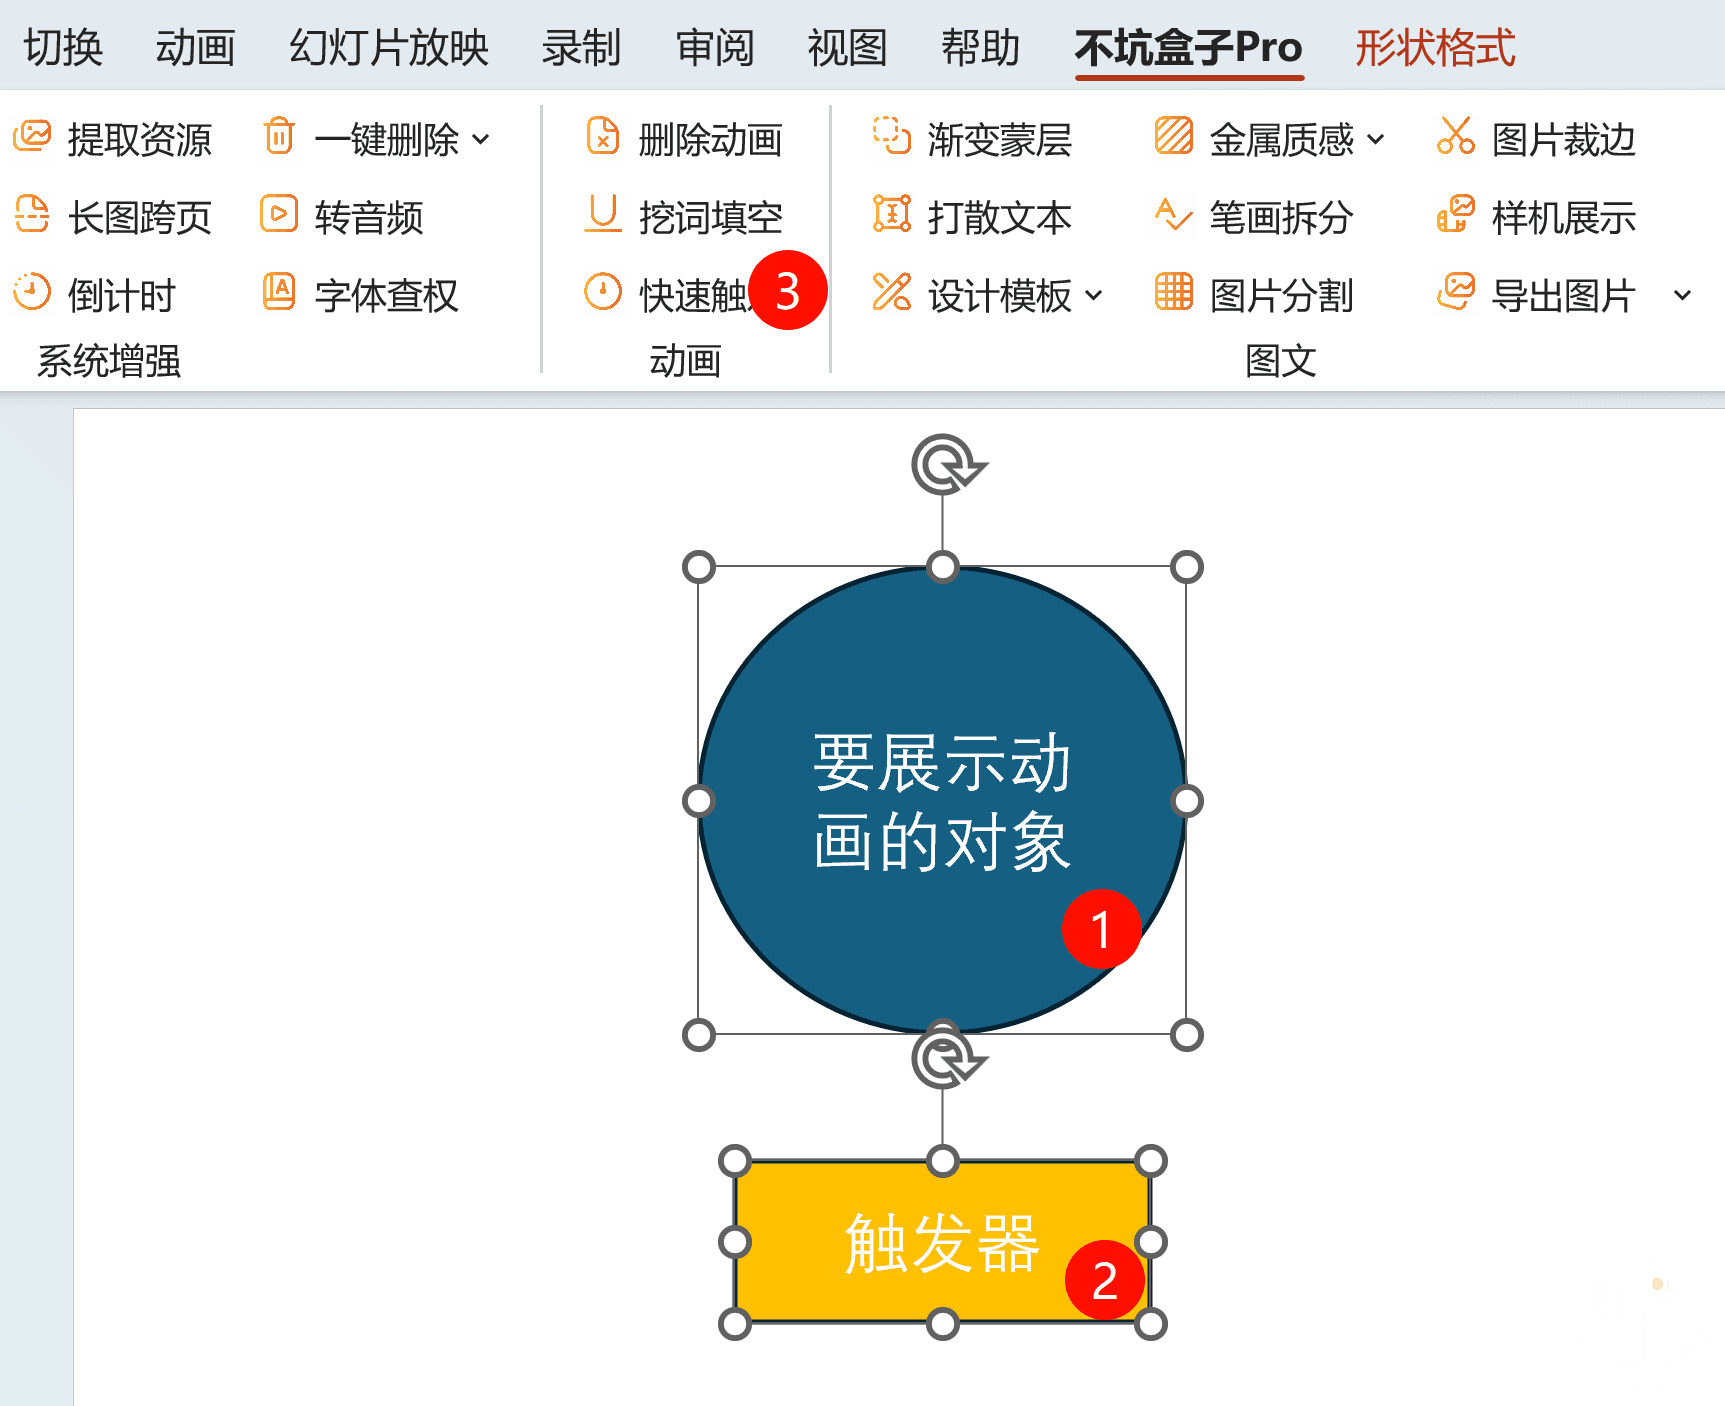 切换 动画 幻灯片放映 录制 审阅 视图 帮助 不坑盒子Pro 形状格式
提取资源 一键删除 删除动画 渐变蒙层 金属质感 图片裁边
长图跨页 转音频 挖词填空 打散文本 笔画拆分 样机展示
倒计时 字体查权 快速触 3 设计模板 图片分割 导出图片
系统增强 动画 图文
要展示动
画的对象
1
触发器
2